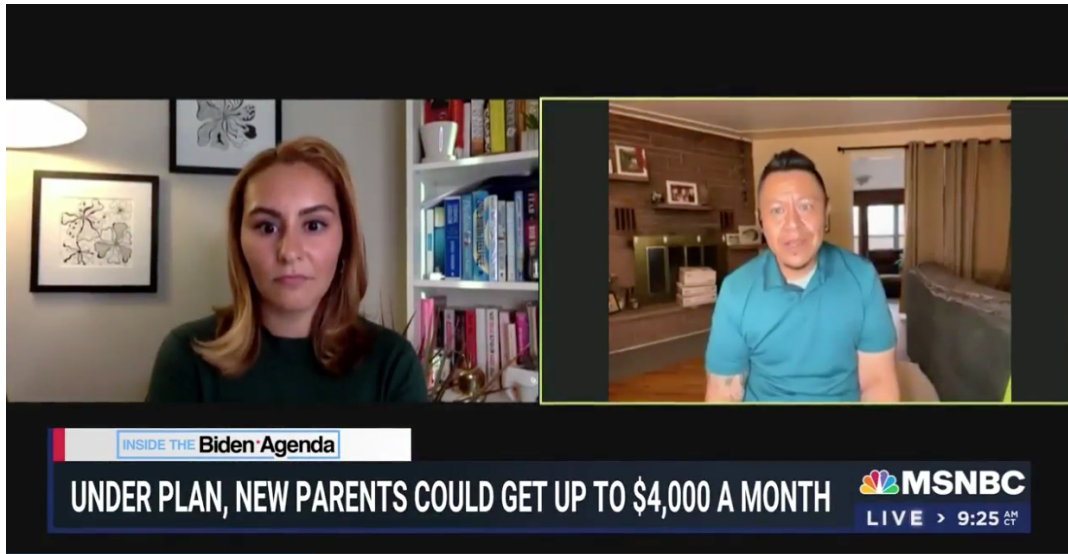 INSIDE THE Biden Agenda
UNDER PLAN, NEW PARENTS COULD GET UP TO $4,000 A MONTH
MSNBC
LIVE > 9:25 AM CT